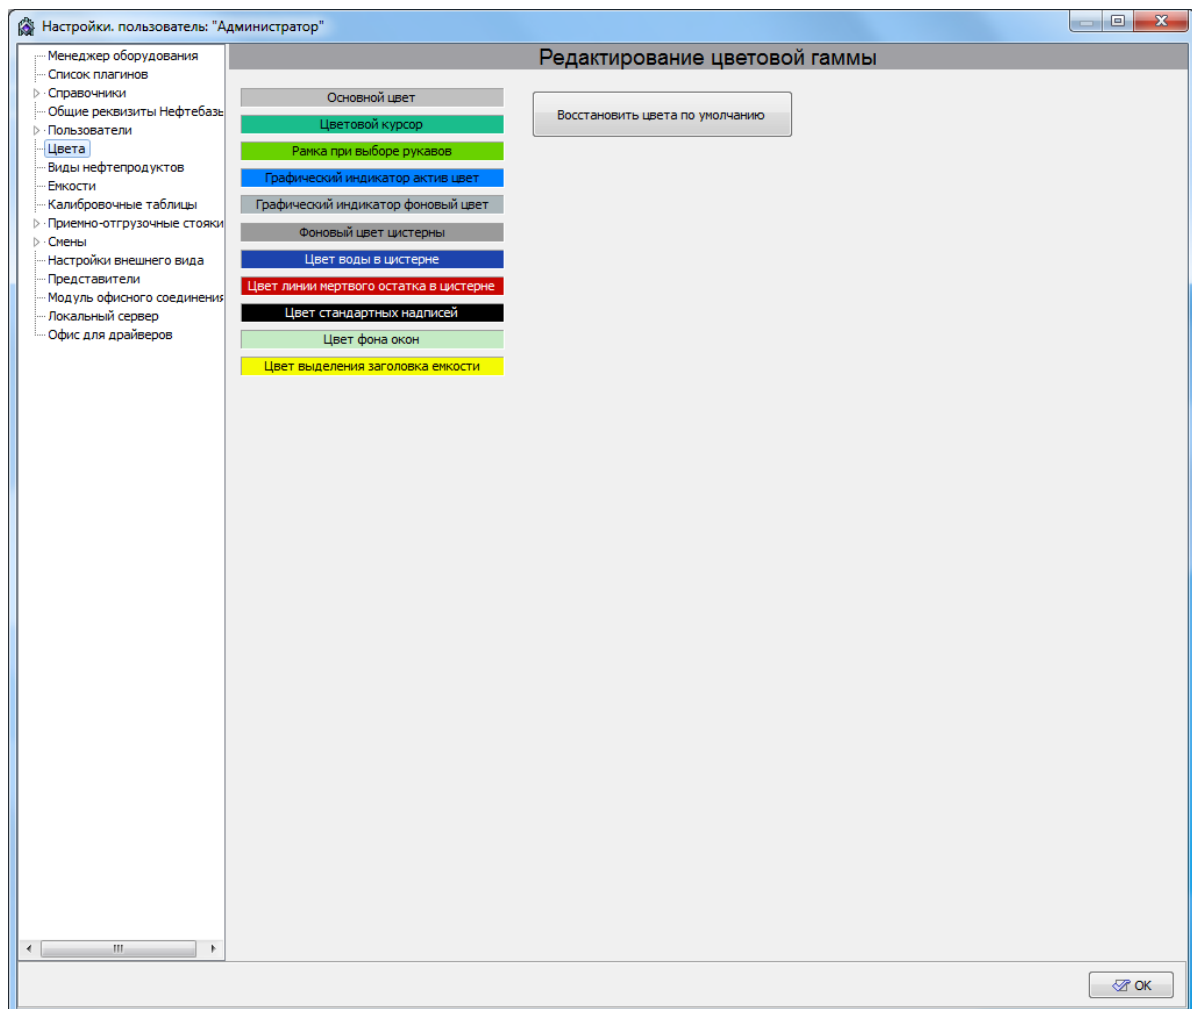 Настройки. пользователь: "Администратор"
Менеджер оборудования
Список плагинов
Справочники
Общие реквизиты Нефтебазы
Пользователи
Цвета
Виды нефтепродуктов
Емкости
Калибровочные таблицы
Приемно-отгрузочные стояки
Смены
Настройки внешнего вида
Представители
Модуль офисного соединения
Локальный сервер
Офис для драйверов
Редактирование цветовой гаммы
Основной цвет
Цветовой курсор
Рамка при выборе рукавов
Графический индикатор актив цвет
Графический индикатор фоновый цвет
Фоновый цвет цистерны
Цвет воды в цистерне
Цвет линии мертвого остатка в цистерне
Цвет стандартных надписей
Цвет фона окон
Цвет выделения заголовка емкости
Восстановить цвета по умолчанию
OK